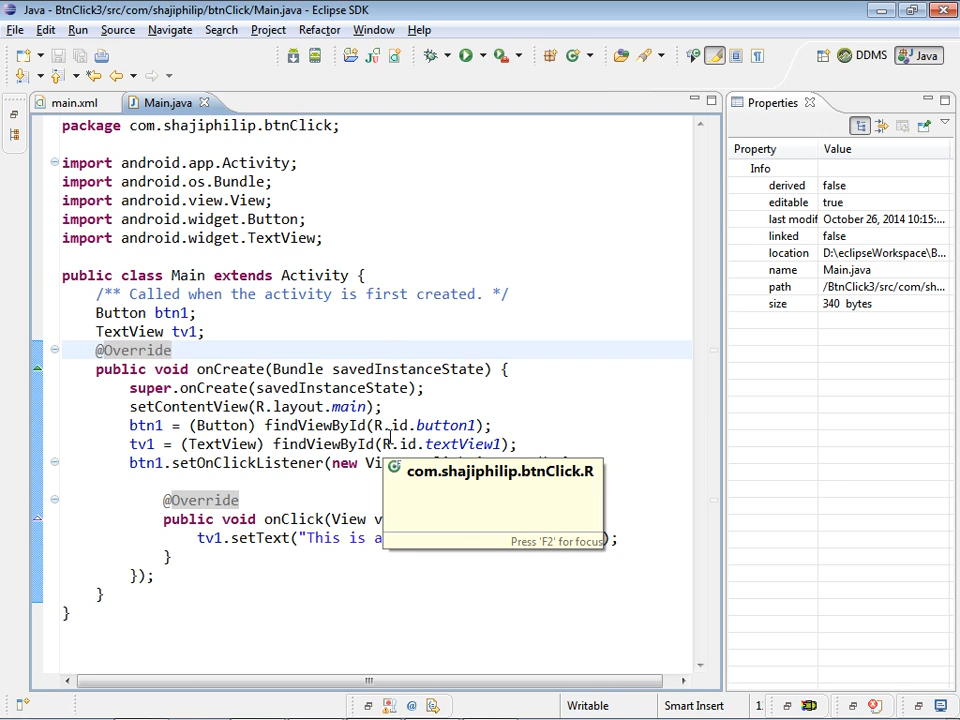 Java - BtnClick3/src/com/shajiphilip/btnClick/Main.java - Eclipse SDK
File Edit Run Source Navigate Search Project Refactor Window Help
DDMS Java
main.xml Main.java
package com.shajiphilip.btnClick;
import android.app.Activity;
import android.os.Bundle;
import android.view.View;
import android.widget.Button;
import android.widget.TextView;
public class Main extends Activity {
/** Called when the activity is first created. */
Button btn1;
TextView tv1;
@Override
public void onCreate(Bundle savedInstanceState) {
super.onCreate(savedInstanceState);
setContentView(R.layout.main);
btn1 = (Button) findViewById(R.id.button1);
tv1 = (TextView) findViewById(R.id.textView1);
btn1.setOnClickListener(new
@Override
public void onClick(View
tv1.setText("This is a );
}
});
}
}
com.shajiphilip.btnClick.R
Press 'F2' for focus
Properties
Property Value
Info
derived false
editable true
last modif October 26, 2014 10:15:...
linked false
location D:\eclipseWorkspace\B...
name Main.java
path /BtnClick3/src/com/sh...
size 340 bytes
Writable Smart Insert